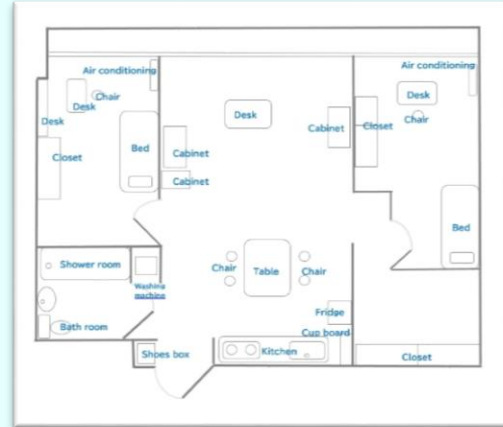 Air conditioning
Air conditioning
Chair
Desk
Desk
Desk
Desk
Chair
Cabinet
Closet
Bed
Closet
Cabinet
Cabinet
Bed
Shower room
Chair
Table
Chair
Washina
machine
Fridge
Bath room
Cup board
Shoes box
Kitchen
Closet